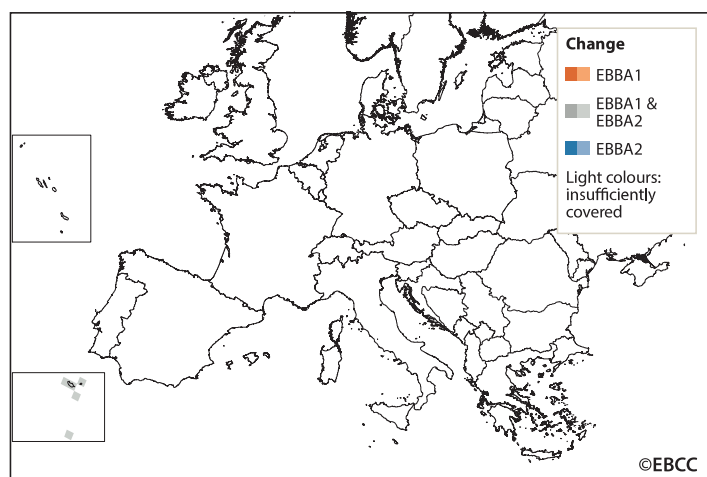 Change
EBBA1
EBBA1 &
EBBA2
EBBA2
Light colours:
insufficiently
covered
©EBCC